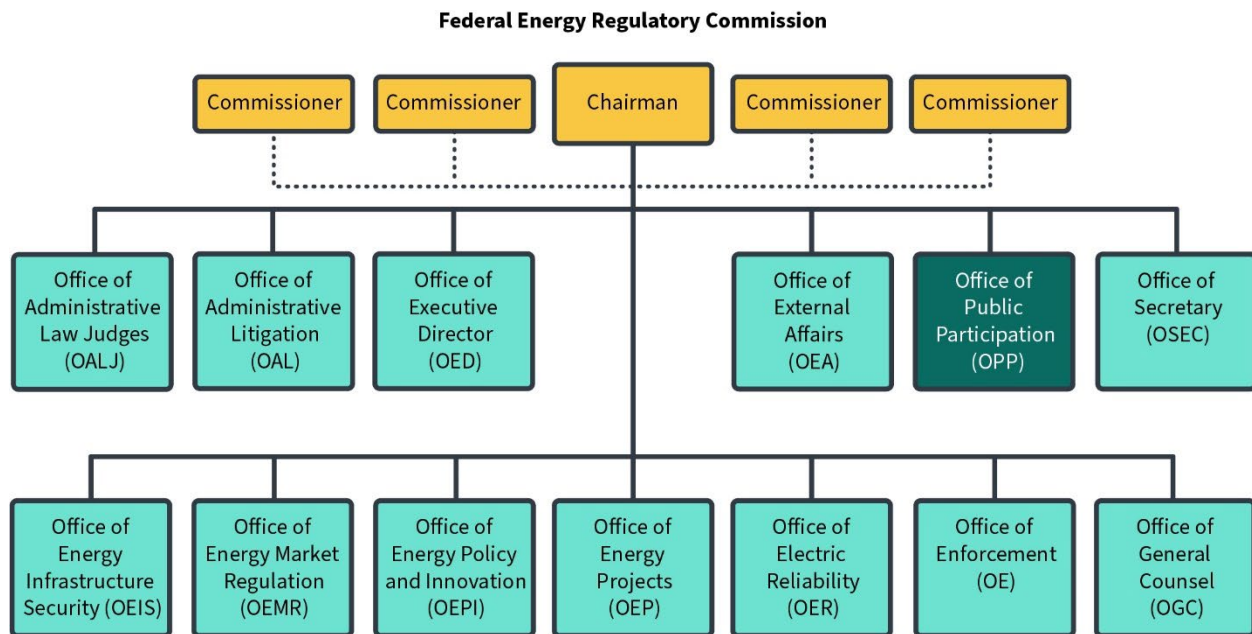 Federal Energy Regulatory Commission
Commissioner
Commissioner
Chairman
Commissioner
Commissioner
Office of
Administrative
Law Judges
(OALJ)
Office of
Administrative
Litigation
(OAL)
Office of
Executive
Director
(OED)
Office of
External
Affairs
(OEA)
Office of
Public
Participation
(OPP)
Office of
Secretary
(OSEC)
Office of
Energy
Infrastructure
Security (OEIS)
Office of
Energy Market
Regulation
(OEMR)
Office of
Energy Policy
and Innovation
(OEPI)
Office of
Energy
Projects
(OEP)
Office of
Electric
Reliability
(OER)
Office of
Enforcement
(OE)
Office of
General
Counsel
(OGC)